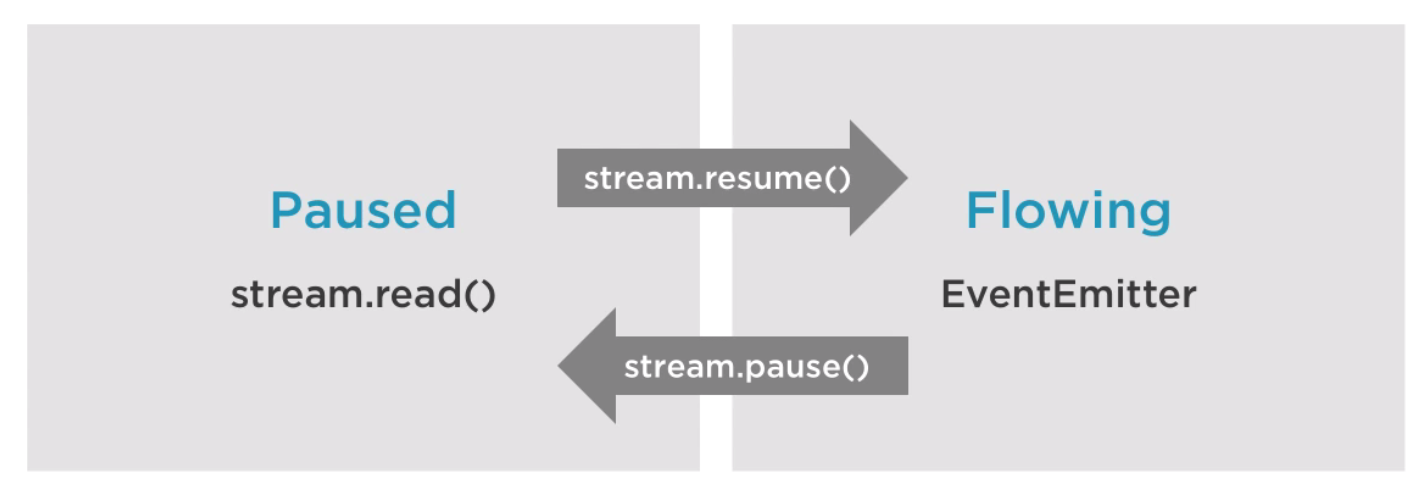 Paused
stream.read()
stream.resume()
stream.pause()
Flowing
EventEmitter